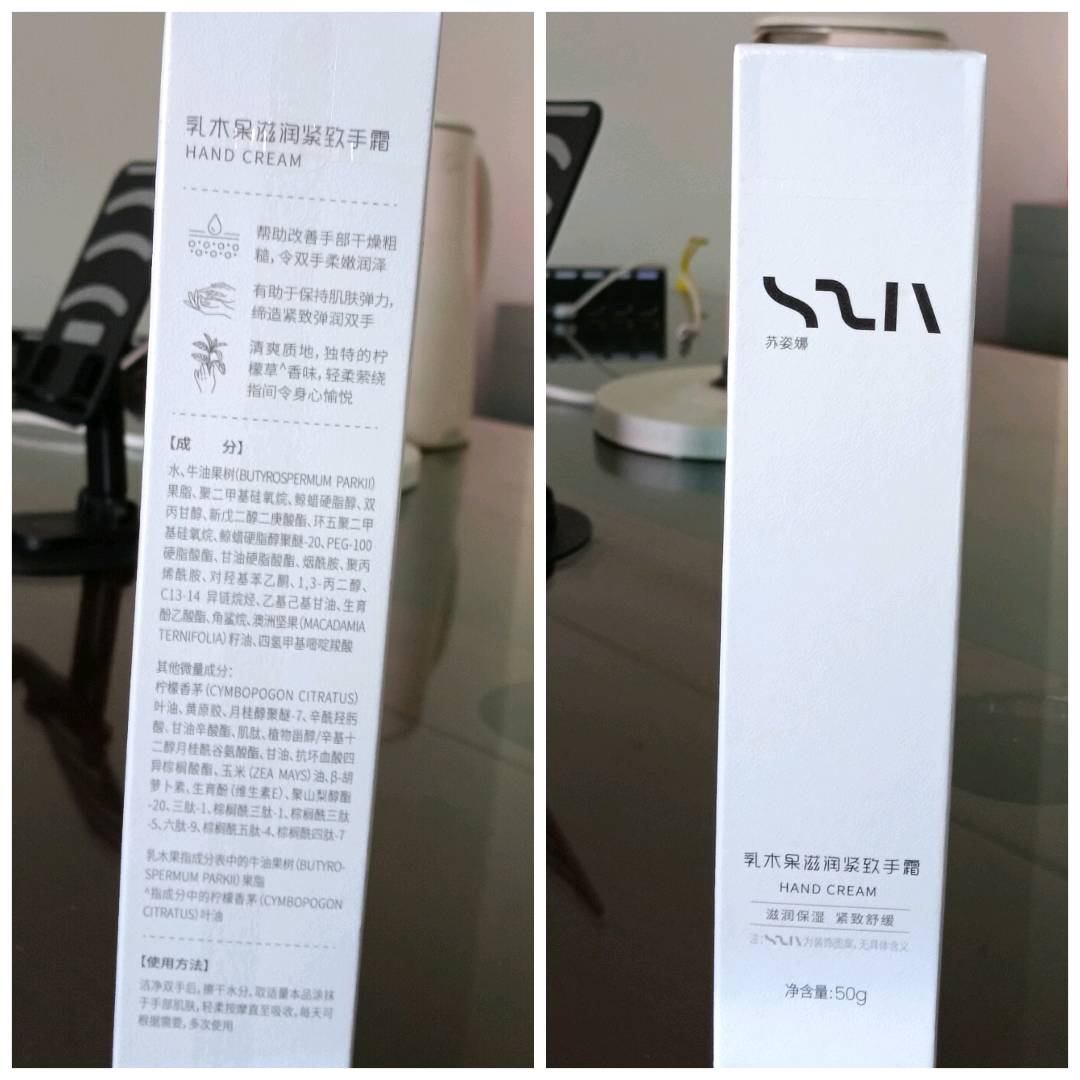 乳木果滋润紧致手霜
HAND CREAM
帮助改善手部干燥粗
糙，令双手柔嫩润泽
有助于保持肌肤弹力，
缔造紧致弹润双手
清爽质地，独特的柠
檬草^香味，轻柔萦绕
指间令身心愉悦
【成 分】
水、牛油果树(BUTYROSPERMUM PARKII)
果脂、聚二甲基硅氧烷、鲸蜡硬脂醇、双
丙甘醇、新戊二醇二庚酸酯、环五聚二甲
基硅氧烷、鲸蜡硬脂醇聚醚-20、PEG-100
硬脂酸酯、甘油硬脂酸酯、烟酰胺、聚丙
烯酰胺、对羟基苯乙酮、1,3-丙二醇、
C13-14 异链烷烃、乙基己基甘油、生育
酚乙酸酯、角鲨烷、澳洲坚果(MACADAMIA
TERNIFOLIA)籽油、四氢甲基嘧啶羧酸
其他微量成分：
柠檬香茅(CYMBOPOGON CITRATUS)
叶油、黄原胶、月桂醇聚醚-7、辛酰羟肟
酸、甘油辛酸酯、肌肽、植物甾醇/辛基十
二醇月桂酰谷氨酸酯、甘油、抗坏血酸四
异棕榈酸酯、玉米(ZEA MAYS)油、β-胡
萝卜素、生育酚(维生素E)、聚山梨醇酯
-20、三肽-1、棕榈酰三肽-1、棕榈酰三肽
-5、六肽-9、棕榈酰五肽-4、棕榈酰四肽-7
乳木果指成分表中的牛油果树(BUTYRO-
SPERMUM PARKII)果脂
^指成分中的柠檬香茅(CYMBOPOGON
CITRATUS)叶油
【使用方法】
洁净双手后，擦干水分，取适量本品涂抹
于手部肌肤，轻柔按摩直至吸收，每天可
根据需要，多次使用
苏姿娜
乳木果滋润紧致手霜
HAND CREAM
滋润保湿 紧致舒缓
注：为装饰图案，无具体含义
净含量:50g